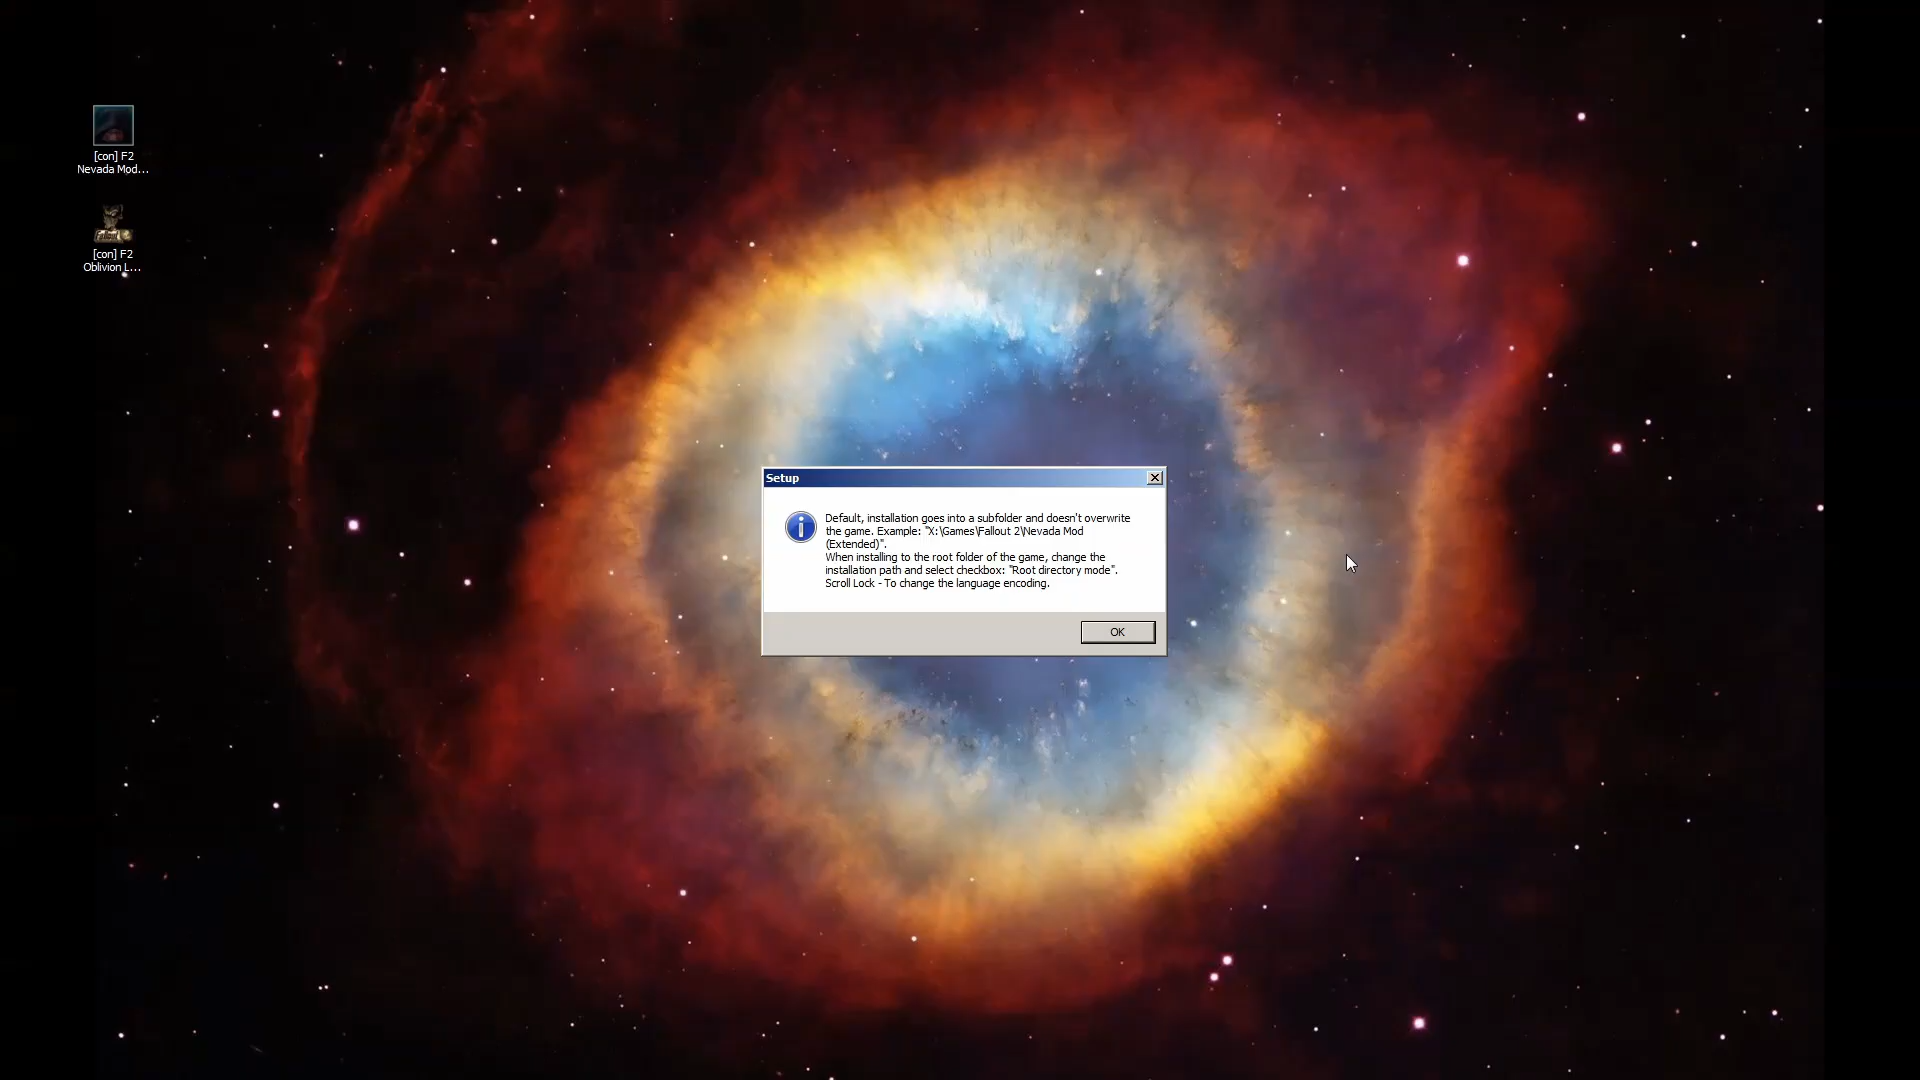 [con] F2
Nevada Mod...
[con] F2
Oblivion L...
Setup
Default, installation goes into a subfolder and doesn't overwrite
the game. Example: "X:\Games\Fallout 2\Nevada Mod
(Extended)".
When installing to the root folder of the game, change the
installation path and select checkbox: "Root directory mode".
Scroll Lock - To change the language encoding.
OK